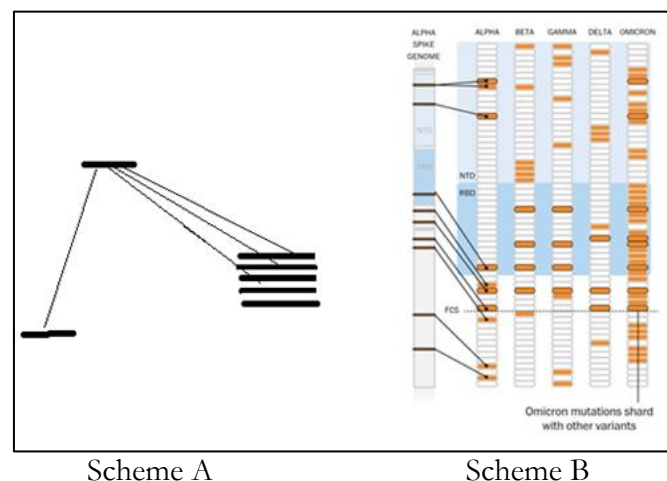 ALPHA
SPIKE
GENOME
ALPHA BETA GAMMA DELTA OMICRON
NTD
NTD
RBD
FCS
Omicron mutations shard
with other variants
Scheme A Scheme B